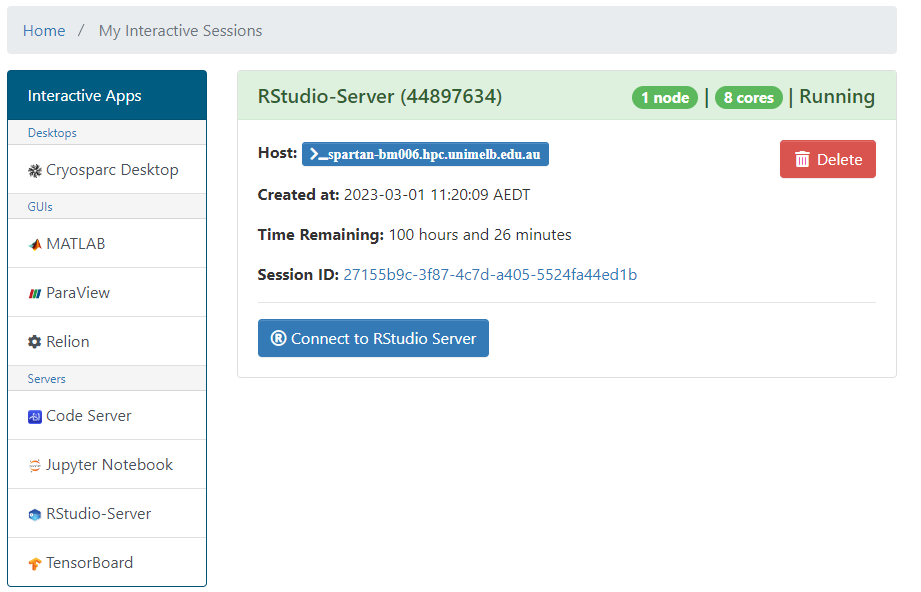 Home / My Interactive Sessions
Interactive Apps
Desktops
Cryosparc Desktop
GUIs
MATLAB
ParaView
Relion
Servers
Code Server
Jupyter Notebook
RStudio-Server
TensorBoard
RStudio-Server (44897634)
1 node | 8 cores | Running
Host: >_spartan-bm006.hpc.unimelb.edu.au
Delete
Created at: 2023-03-01 11:20:09 AEDT
Time Remaining: 100 hours and 26 minutes
Session ID: 27155b9c-3f87-4c7d-a405-5524fa44ed1b
® Connect to RStudio Server